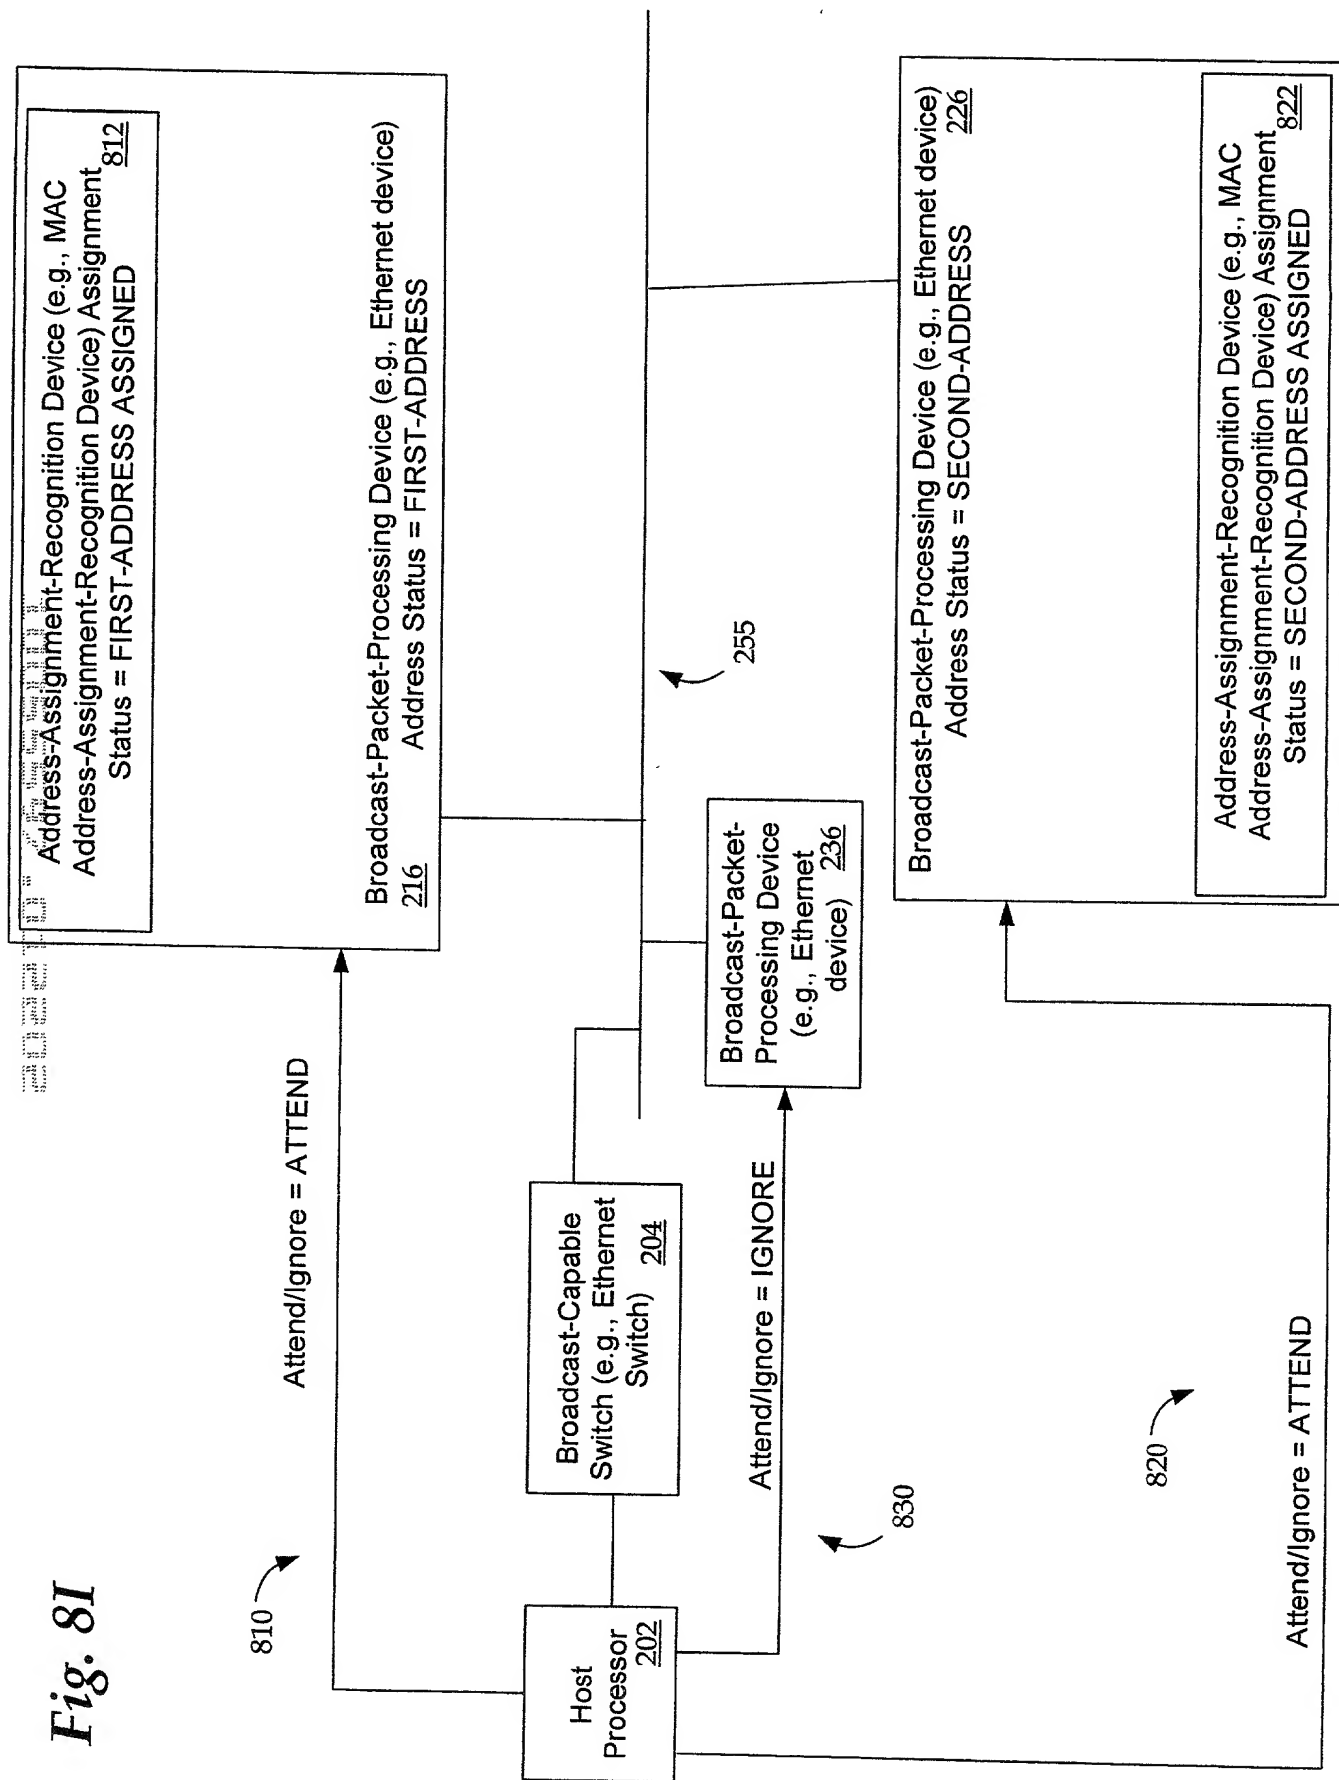 Fig. 8I
Address-Assignment-Recognition Device (e.g., MAC
Address-Assignment-Recognition Device) Assignment
Status = FIRST-ADDRESS ASSIGNED
812
Broadcast-Packet-Processing Device (e.g., Ethernet device)
216
Address Status = FIRST-ADDRESS
810
Attend/Ignore = ATTEND
Host
Processor
202
Broadcast-Capable
Switch (e.g., Ethernet
Switch)
204
255
Attend/Ignore = IGNORE
830
Broadcast-Packet-
Processing Device
(e.g., Ethernet
device)
236
Broadcast-Packet-Processing Device (e.g., Ethernet device)
Address Status = SECOND-ADDRESS
226
Address-Assignment-Recognition Device (e.g., MAC
Address-Assignment-Recognition Device) Assignment
Status = SECOND-ADDRESS ASSIGNED
822
820
Attend/Ignore = ATTEND